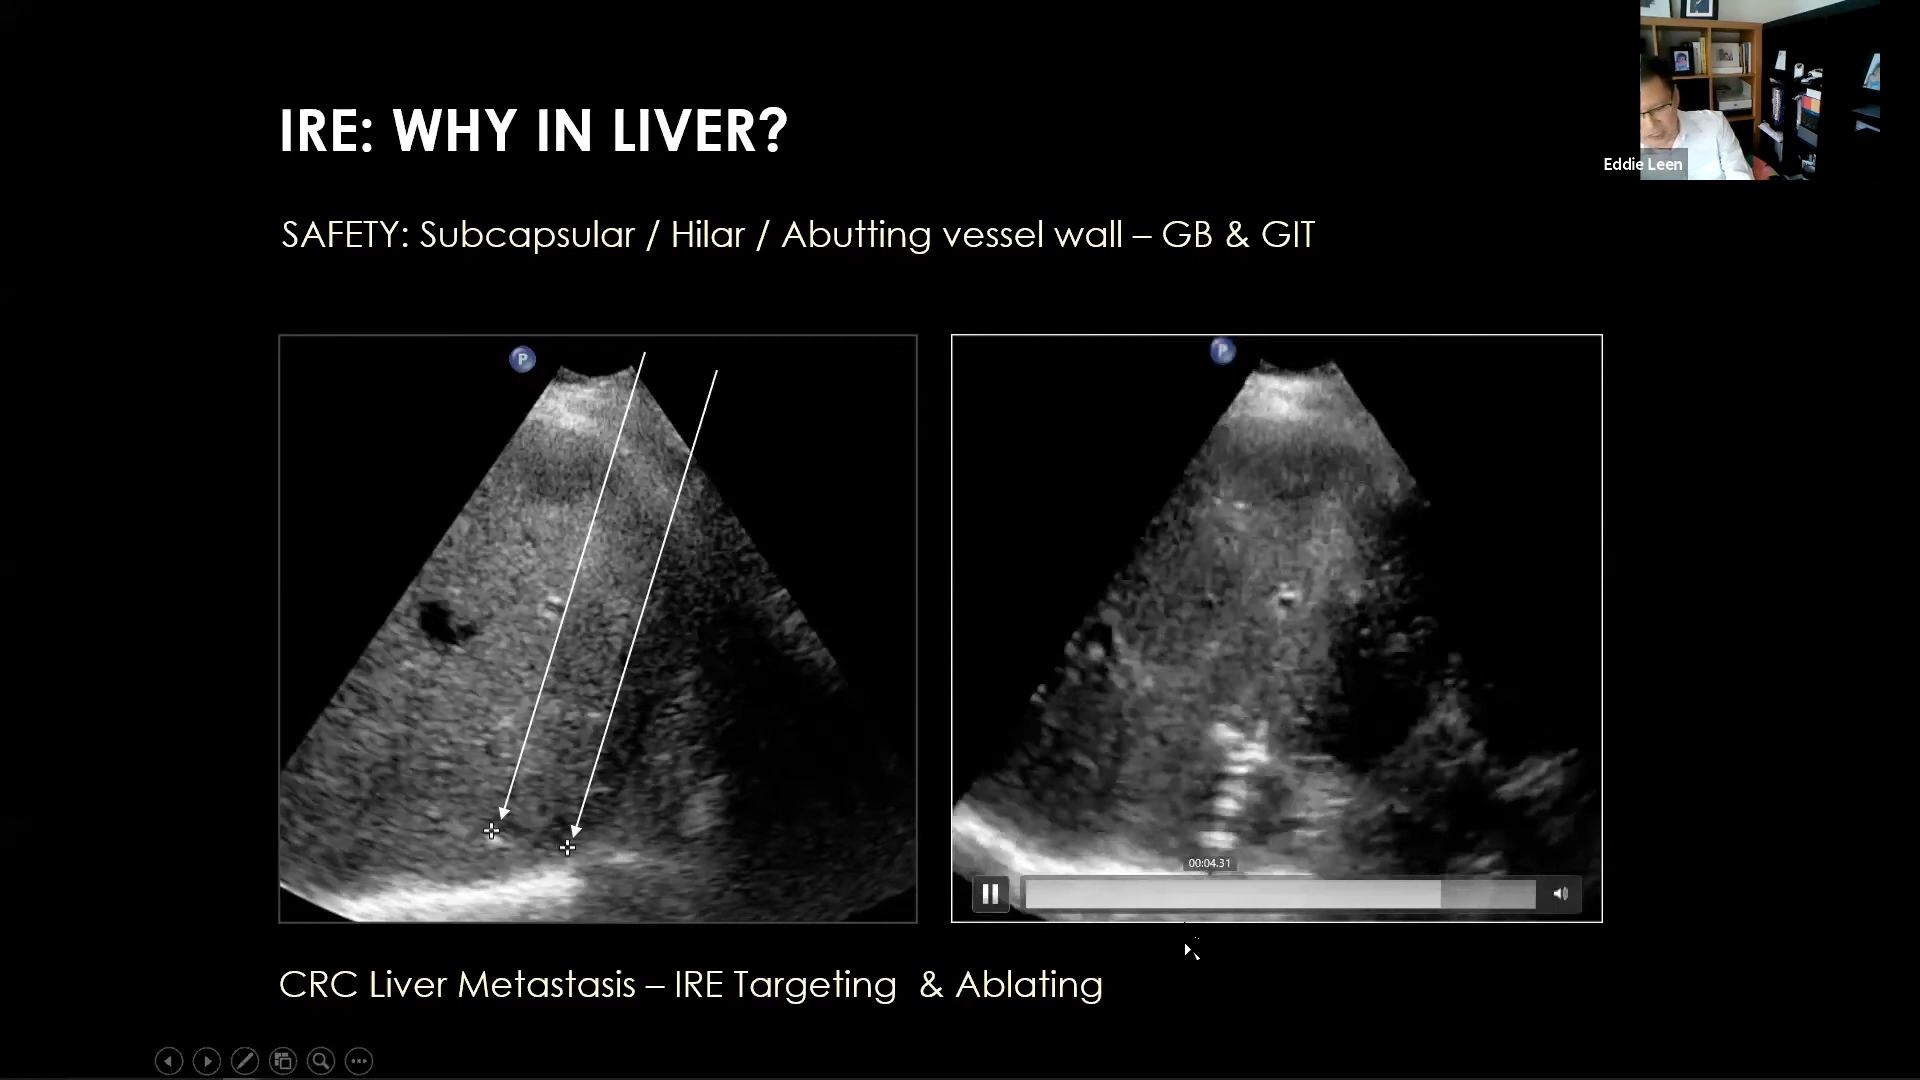 IRE: WHY IN LIVER?
Eddie Leen
SAFETY: Subcapsular / Hilar / Abutting vessel wall – GB & GIT
P
P
00:04.31
CRC Liver Metastasis – IRE Targeting & Ablating